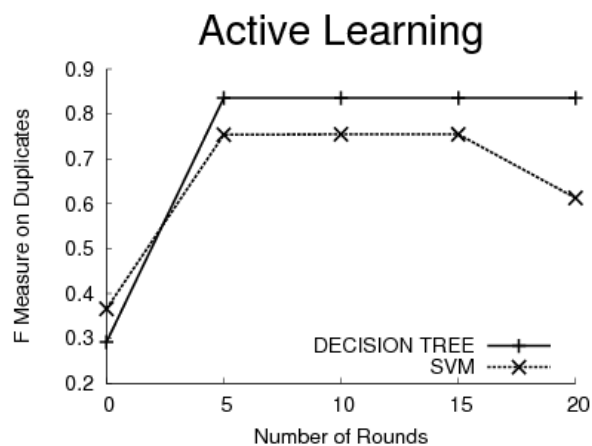 Active Learning
0.9
0.8
0.7
0.6
0.5
0.4
0.3
0.2
F Measure on Duplicates
DECISION TREE
SVM
0 5 10 15 20
Number of Rounds